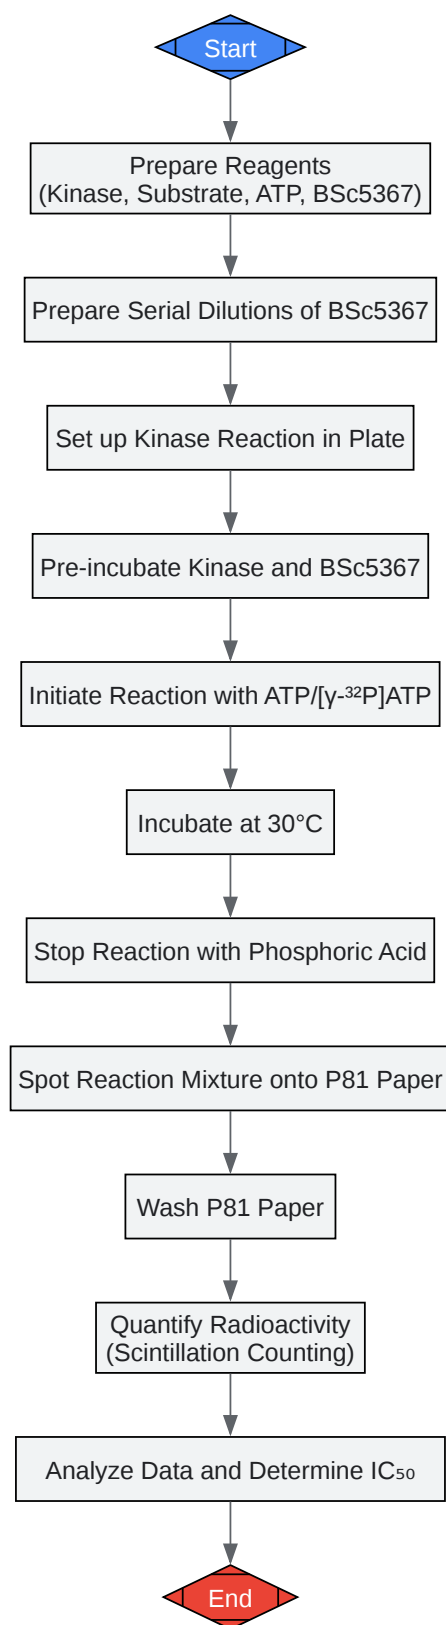 Start
Prepare Reagents
(Kinase, Substrate, ATP, BSc5367)
Prepare Serial Dilutions of BSc5367
Set up Kinase Reaction in Plate
Pre-incubate Kinase and BSc5367
Initiate Reaction with ATP/[γ-³²P]ATP
Incubate at 30°C
Stop Reaction with Phosphoric Acid
Spot Reaction Mixture onto P81 Paper
Wash P81 Paper
Quantify Radioactivity
(Scintillation Counting)
Analyze Data and Determine IC₅₀
End